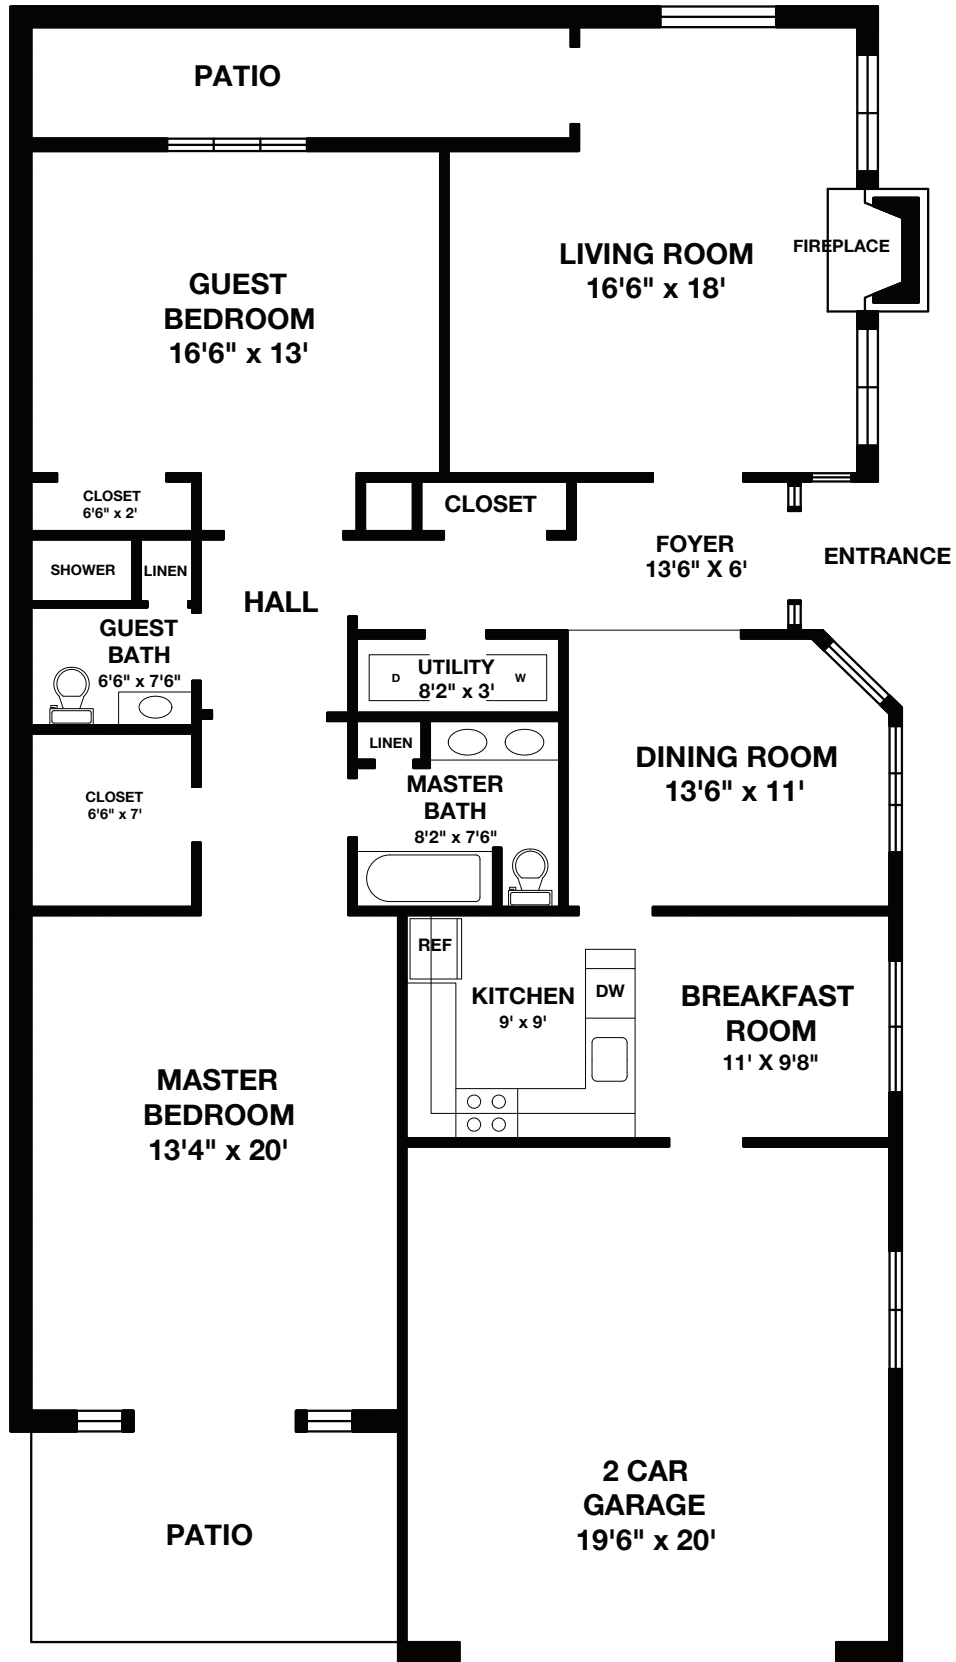 PATIO
LIVING ROOM
16'6" x 18'
FIREPLACE
GUEST
BEDROOM
16'6" x 13'
CLOSET
6'6" x 2'
CLOSET
FOYER
13'6" X 6'
ENTRANCE
SHOWER
LINEN
HALL
GUEST
BATH
6'6" x 7'6"
D
UTILITY
8'2" x 3'
W
LINEN
DINING ROOM
13'6" x 11'
MASTER
BATH
8'2" x 7'6"
CLOSET
6'6" x 7'
REF
KITCHEN
9' x 9'
DW
BREAKFAST
ROOM
11' X 9'8"
MASTER
BEDROOM
13'4" x 20'
2 CAR
GARAGE
19'6" x 20'
PATIO